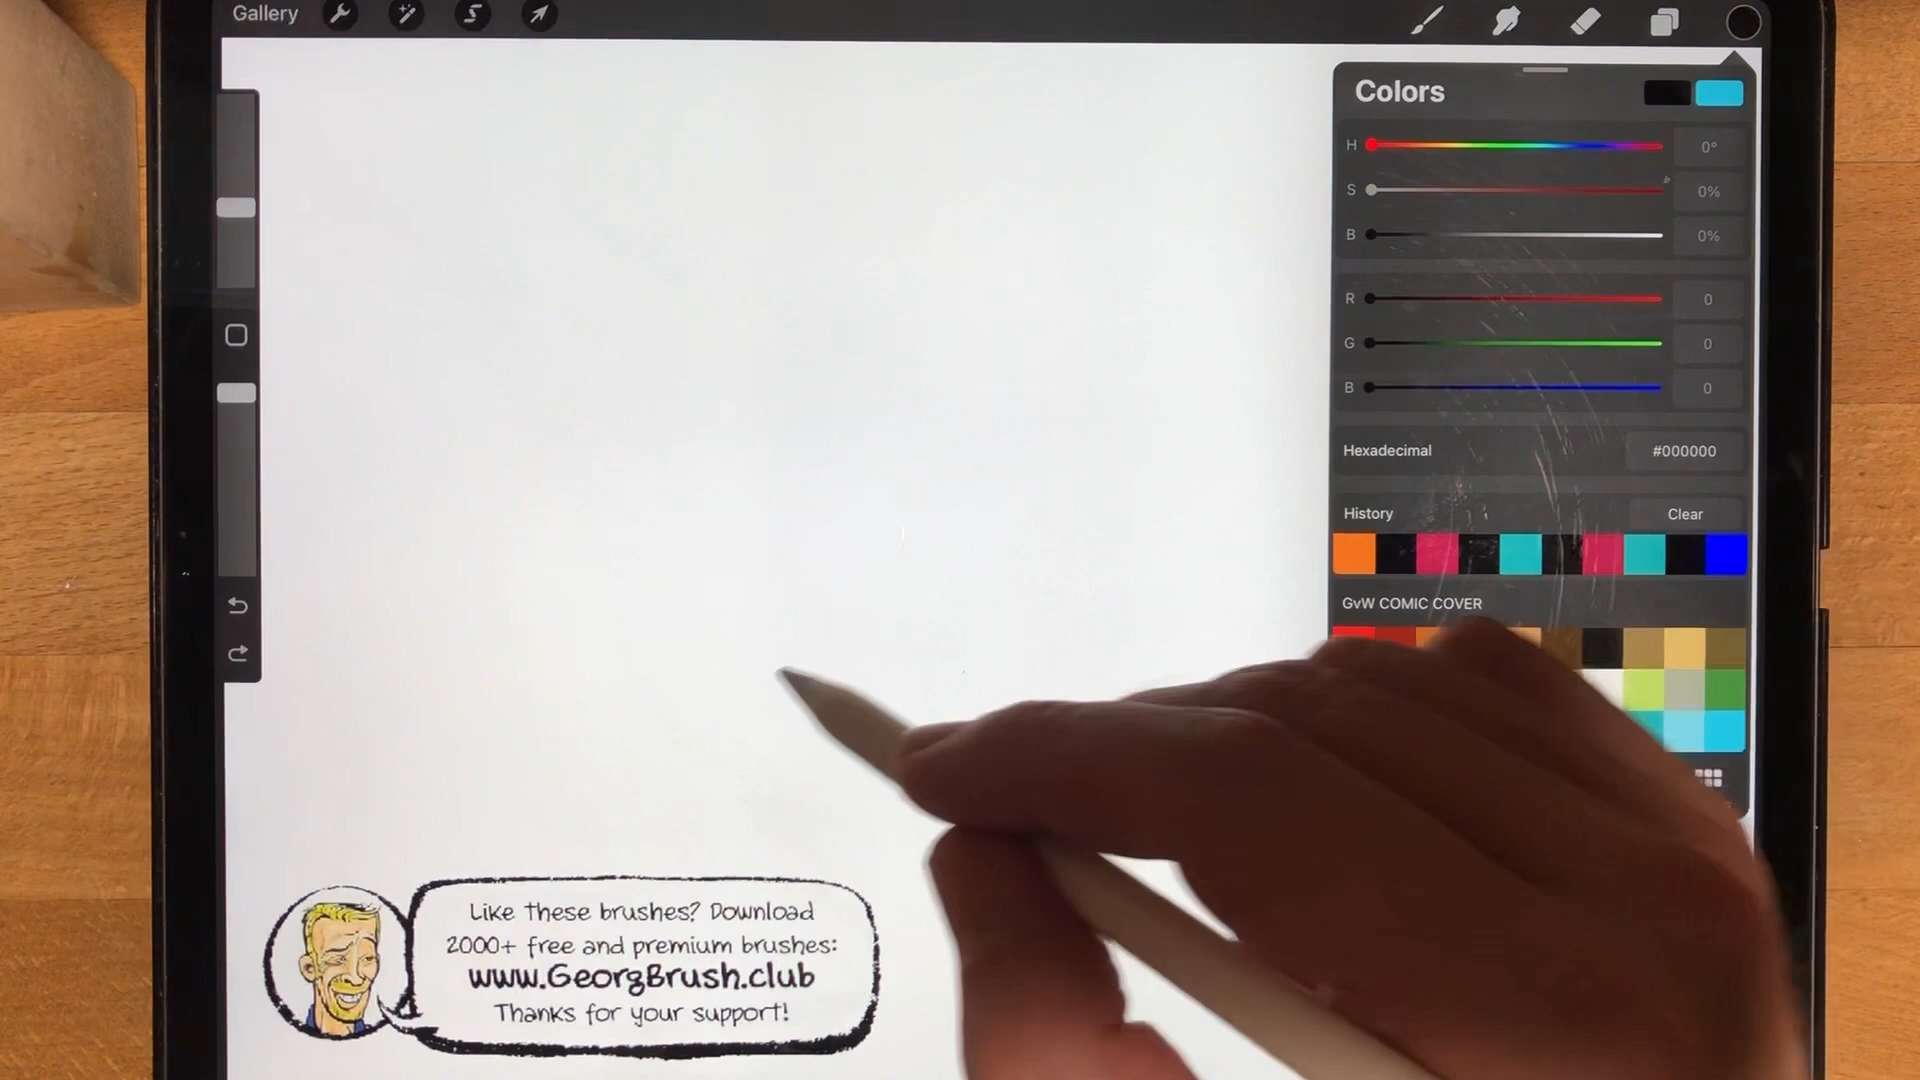 Gallery
Colors
H 0°
S 0%
B 0%
R 0
G 0
B 0
Hexadecimal #000000
History Clear
GvW COMIC COVER
Like these brushes? Download
2000+ free and premium brushes:
www.GeorgBrush.club
Thanks for your support!